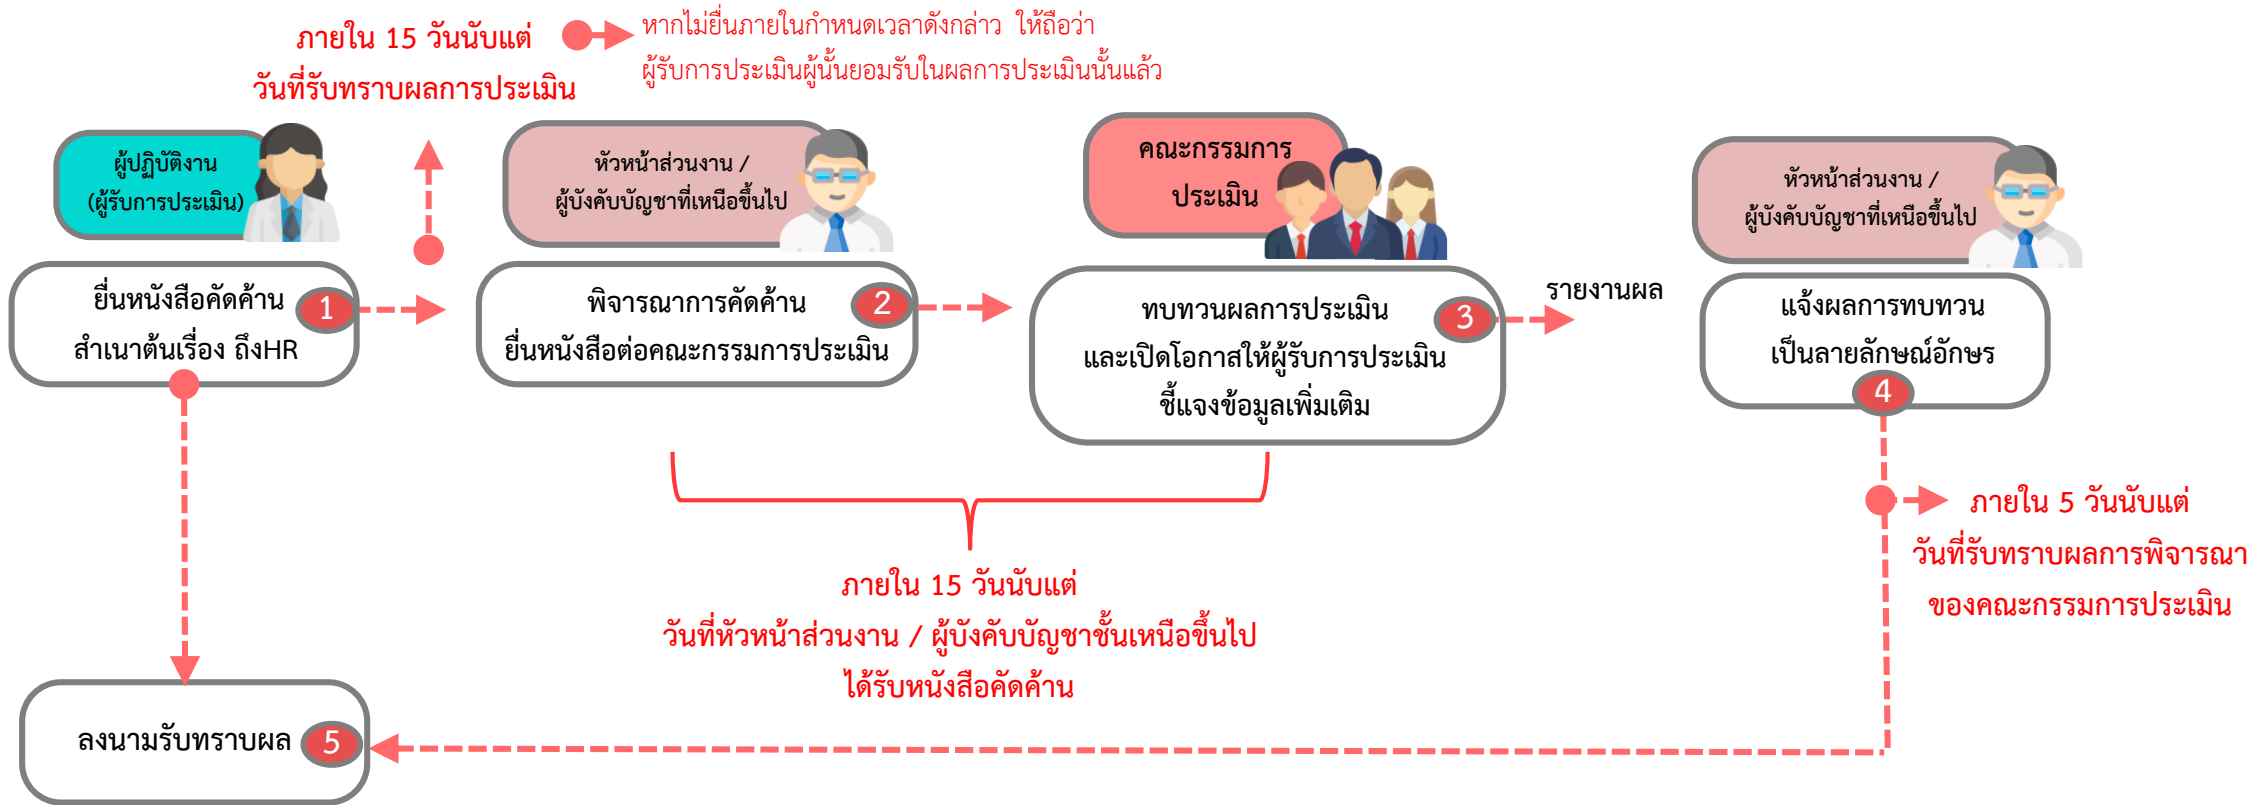 ภายใน 15 วันนับแต่
วันที่รับทราบผลการประเมิน
หากไม่ยื่นภายในกำหนดเวลาดังกล่าว ให้ถือว่า
ผู้รับการประเมินผู้นั้นยอมรับในผลการประเมินนั้นแล้ว
ผู้ปฏิบัติงาน
(ผู้รับการประเมิน)
ยื่นหนังสือคัดค้าน
สำเนาต้นเรื่อง ถึงHR
1
หัวหน้าส่วนงาน /
ผู้บังคับบัญชาที่เหนือขึ้นไป
พิจารณาการคัดค้าน
ยื่นหนังสือต่อคณะกรรมการประเมิน
2
คณะกรรมการ
ประเมิน
ทบทวนผลการประเมิน
และเปิดโอกาสให้ผู้รับการประเมิน
ชี้แจงข้อมูลเพิ่มเติม
3
รายงานผล
หัวหน้าส่วนงาน /
ผู้บังคับบัญชาที่เหนือขึ้นไป
แจ้งผลการทบทวน
เป็นลายลักษณ์อักษร
4
ภายใน 5 วันนับแต่
วันที่รับทราบผลการพิจารณา
ของคณะกรรมการประเมิน
ภายใน 15 วันนับแต่
วันที่หัวหน้าส่วนงาน / ผู้บังคับบัญชาชั้นเหนือขึ้นไป
ได้รับหนังสือคัดค้าน
ลงนามรับทราบผล
5